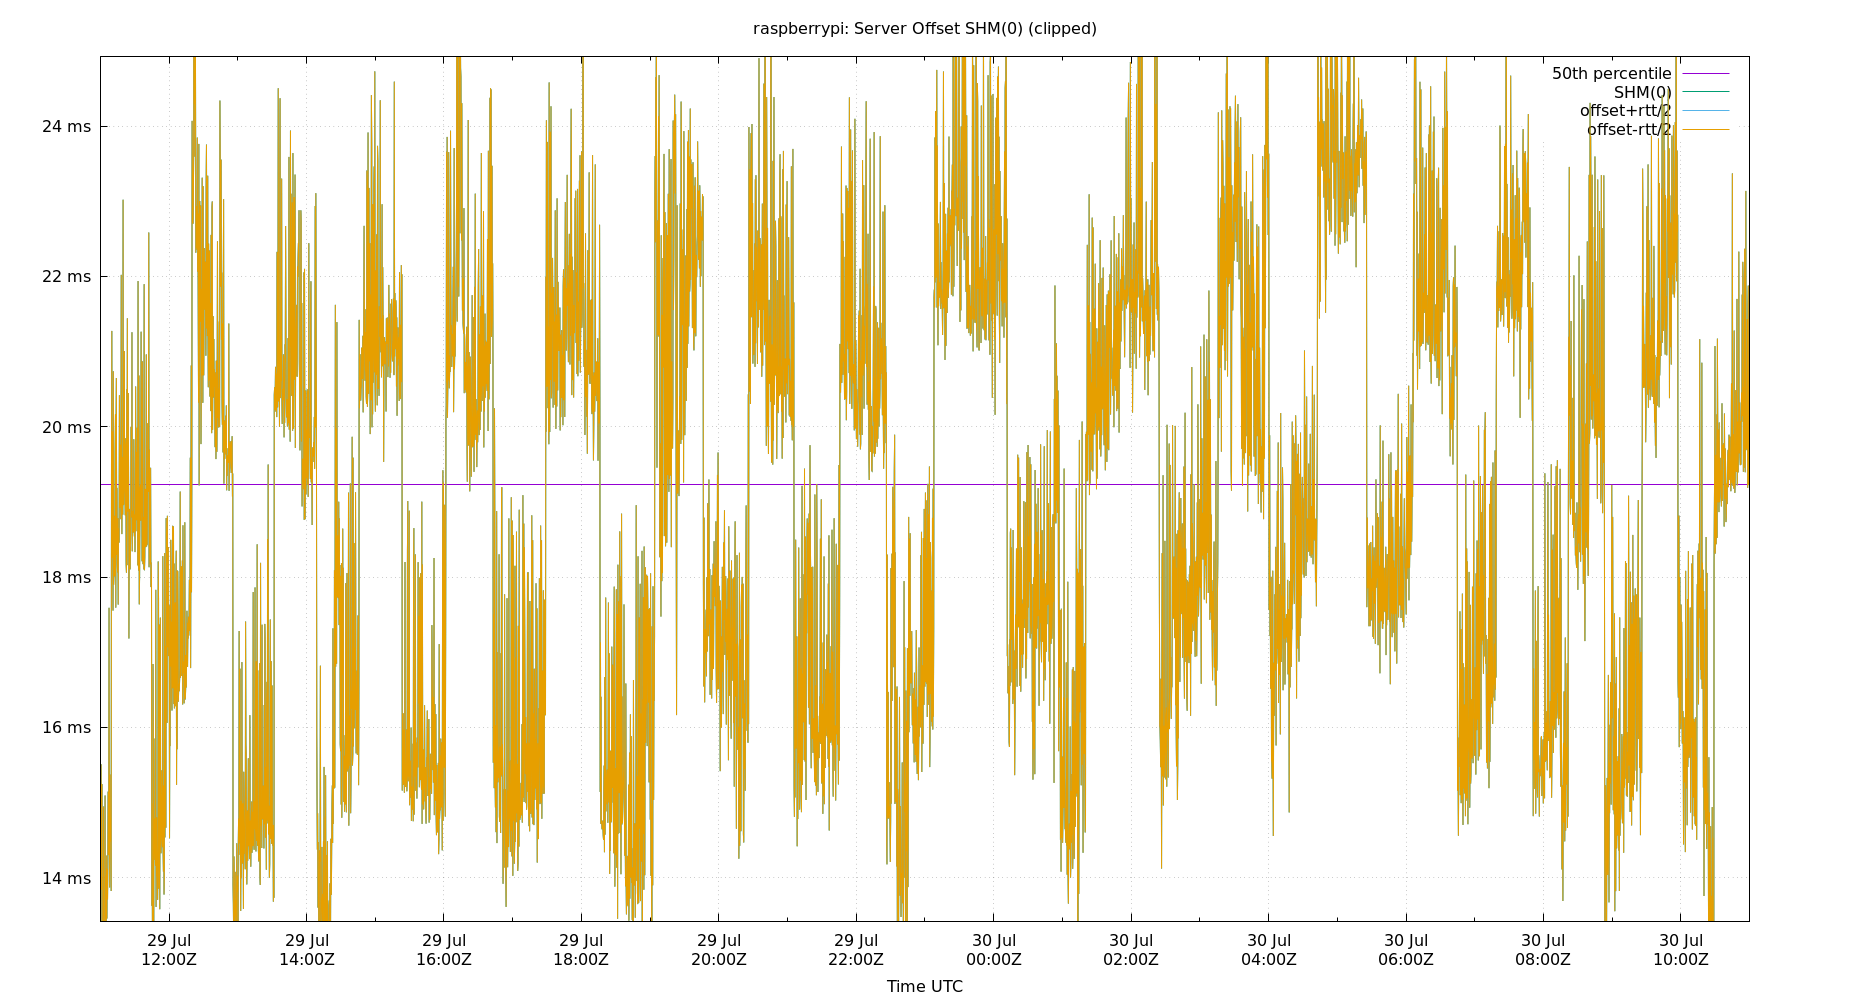 raspberrypi: Server Offset SHM(0) (clipped)
50th percentile
SHM(0)
offset+rtt/2
offset-rtt/2
24 ms
22 ms
20 ms
18 ms
16 ms
14 ms
29 Jul 29 Jul 29 Jul 29 Jul 29 Jul 29 Jul 30 Jul 30 Jul 30 Jul 30 Jul 30 Jul 30 Jul
12:00Z 14:00Z 16:00Z 18:00Z 20:00Z 22:00Z 00:00Z 02:00Z 04:00Z 06:00Z 08:00Z 10:00Z
Time UTC